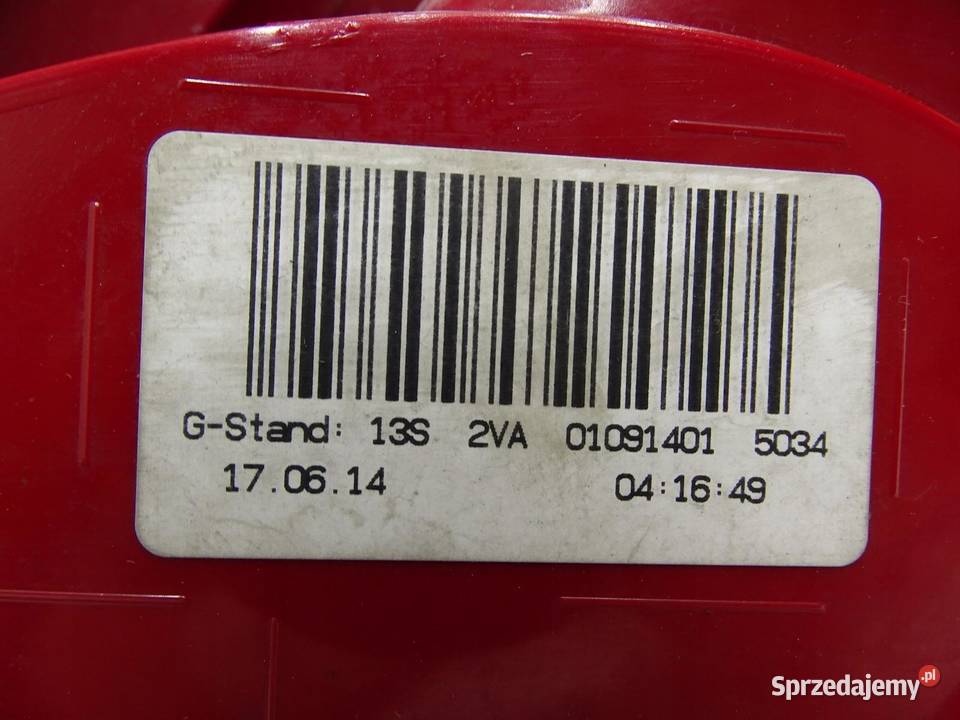 G-Stand: 13S 2VA 01091401 5034
17.06.14 04:16:49
Sprzedajemy.pl